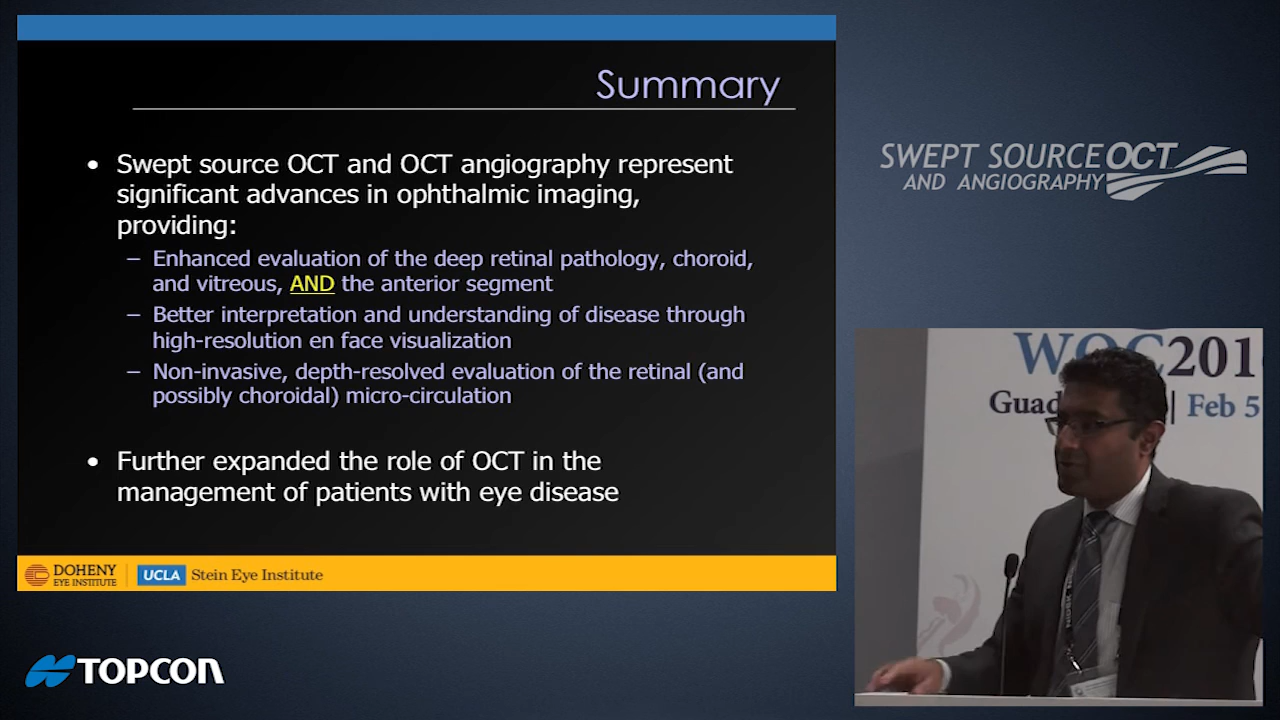 Summary
• Swept source OCT and OCT angiography represent
significant advances in ophthalmic imaging,
providing:
– Enhanced evaluation of the deep retinal pathology, choroid,
and vitreous, AND the anterior segment
– Better interpretation and understanding of disease through
high-resolution en face visualization
– Non-invasive, depth-resolved evaluation of the retinal (and
possibly choroidal) micro-circulation
• Further expanded the role of OCT in the
management of patients with eye disease
DOHENY
EYE INSTITUTE
UCLA Stein Eye Institute
TOPCON
SWEPT SOURCE OCT
AND ANGIOGRAPHY
WOC201
Guad
Feb 5